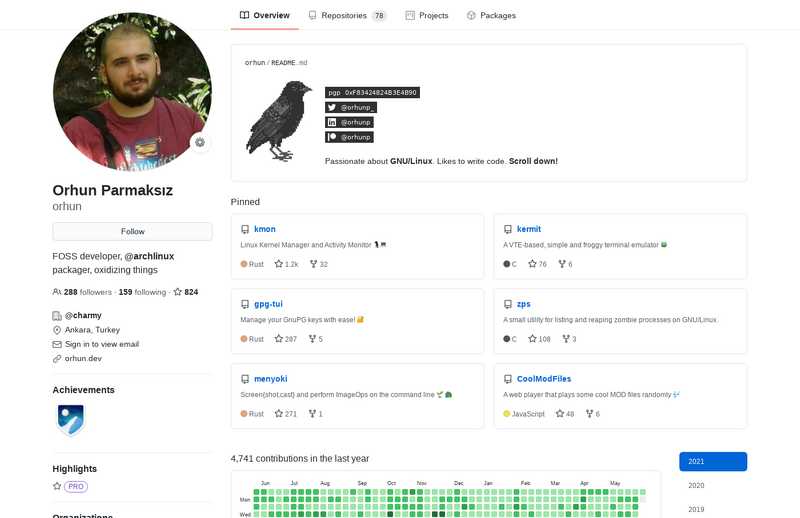 Overview
Repositories 78
Projects
Packages
orhun / README.md
pgp 0xF83424824B3E4B90
@orhunp_
@orhunp
@orhunp
Passionate about GNU/Linux. Likes to write code. Scroll down!
Orhun Parmaksız
orhun
Follow
FOSS developer, @archlinux
packager, oxidizing things
288 followers · 159 following · 824
@charmy
Ankara, Turkey
Sign in to view email
orhun.dev
Achievements
Highlights
PRO
Organizations
Pinned
kmon
Linux Kernel Manager and Activity Monitor
Rust 1.2k 32
kermit
A VTE-based, simple and froggy terminal emulator
C 76 6
gpg-tui
Manage your GnuPG keys with ease!
Rust 287 5
zps
A small utility for listing and reaping zombie processes on GNU/Linux.
C 108 3
menyoki
Screen{shot,cast} and perform ImageOps on the command line
Rust 271 1
CoolModFiles
A web player that plays some cool MOD files randomly
JavaScript 48 6
4,741 contributions in the last year
Jun Jul Aug Sep Oct Nov Dec Jan Feb Mar Apr May
Mon
Wed
2021
2020
2019